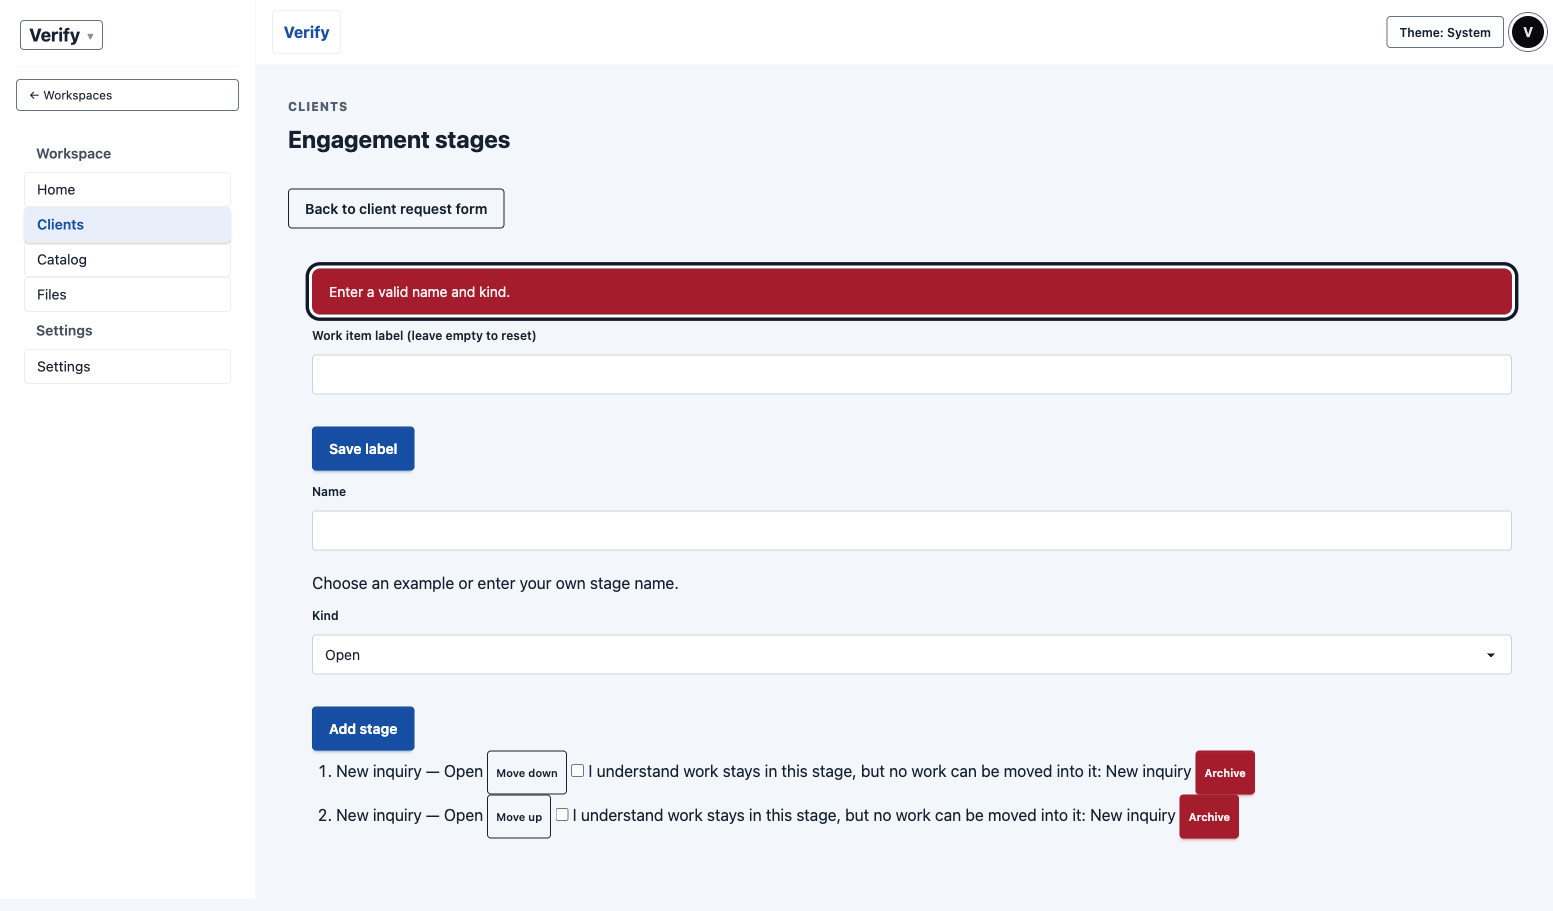 Verify ▾
Verify
Theme: System
V
← Workspaces
Workspace
Home
Clients
Catalog
Files
Settings
Settings
CLIENTS
Engagement stages
Back to client request form
Enter a valid name and kind.
Work item label (leave empty to reset)
Save label
Name
Choose an example or enter your own stage name.
Kind
Open
Add stage
1. New inquiry — Open Move down I understand work stays in this stage, but no work can be moved into it: New inquiry Archive
2. New inquiry — Open Move up I understand work stays in this stage, but no work can be moved into it: New inquiry Archive